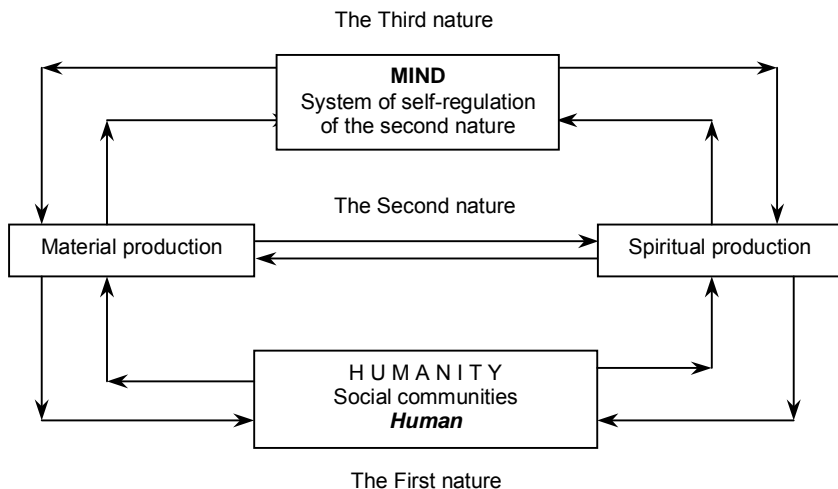 The Third nature
MIND
System of self-regulation
of the second nature
The Second nature
Material production
Spiritual production
H U M A N I T Y
Social communities
Human
The First nature